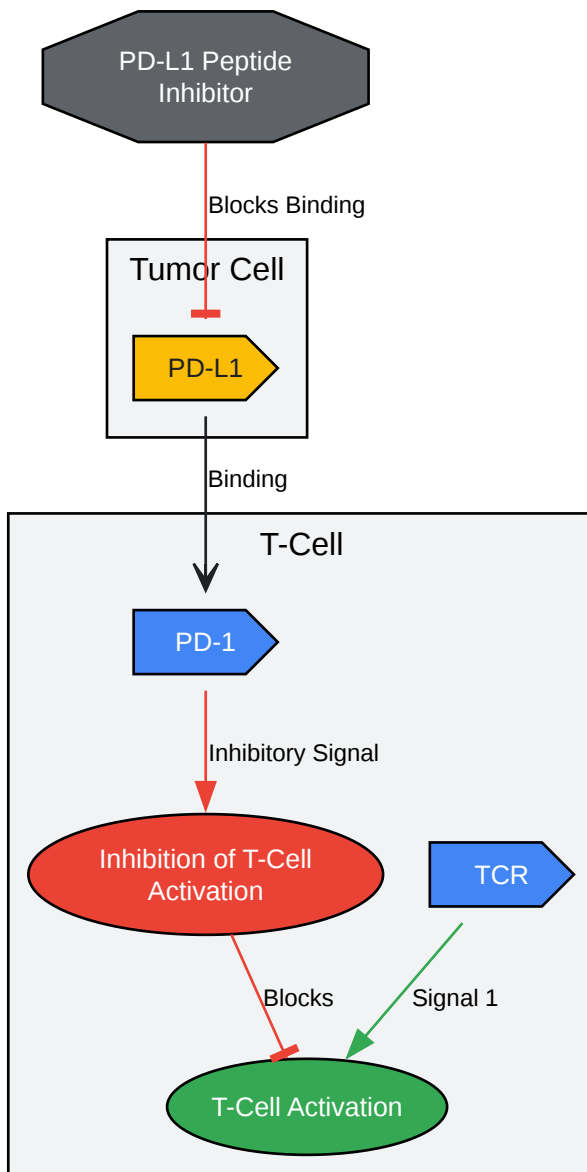 PD-L1 Peptide
Inhibitor
Blocks Binding
Tumor Cell
PD-L1
Binding
T-Cell
PD-1
Inhibitory Signal
Inhibition of T-Cell
Activation
TCR
Blocks
Signal 1
T-Cell Activation